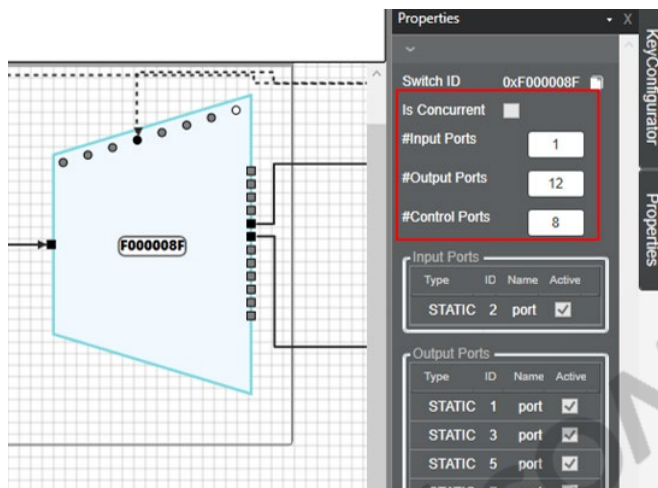 Properties
X
Switch ID 0xF000008F
Is Concurrent
#Input Ports 1
#Output Ports 12
#Control Ports 8
Input Ports
Type ID Name Active
STATIC 2 port
Output Ports
Type ID Name Active
STATIC 1 port
STATIC 3 port
STATIC 5 port
F000008F
KeyConfigurator
Properties